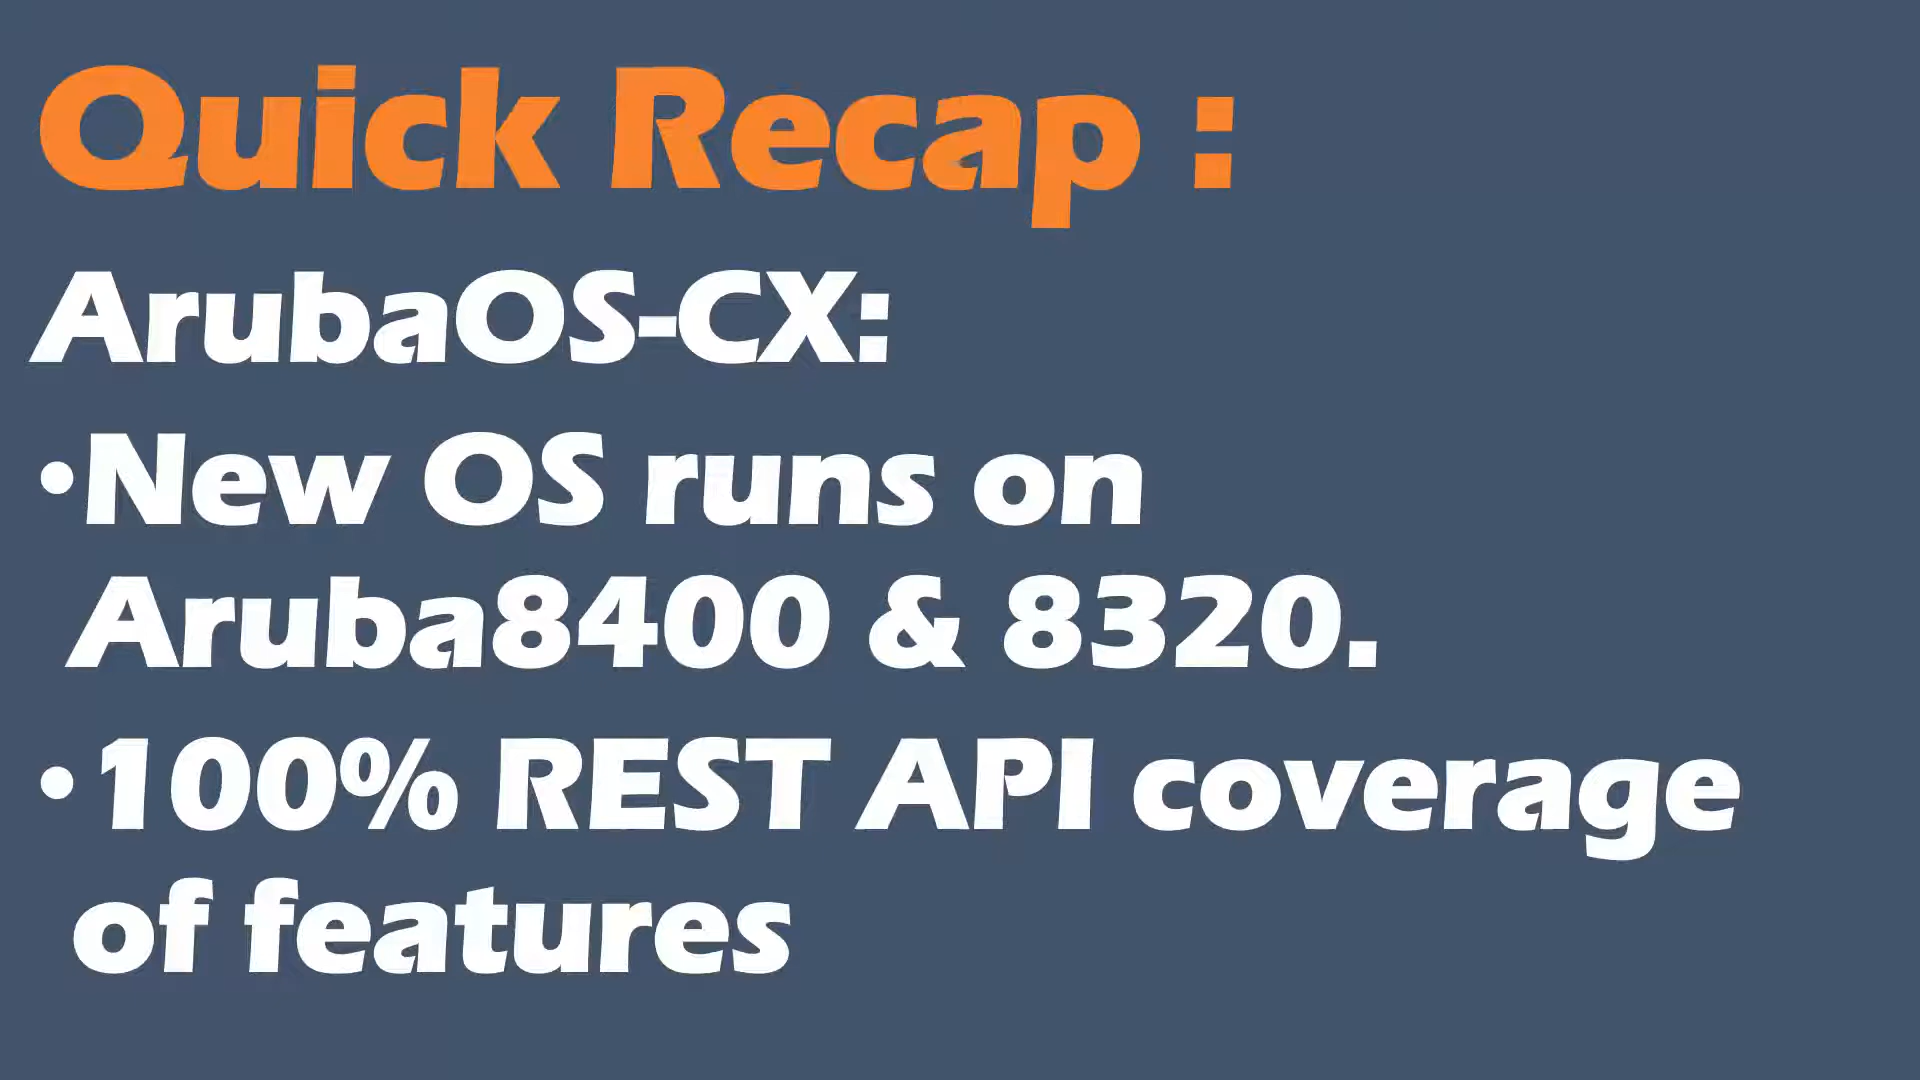 Quick Recap :
ArubaOS-CX:
•New OS runs on
Aruba8400 & 8320.
•100% REST API coverage
of features